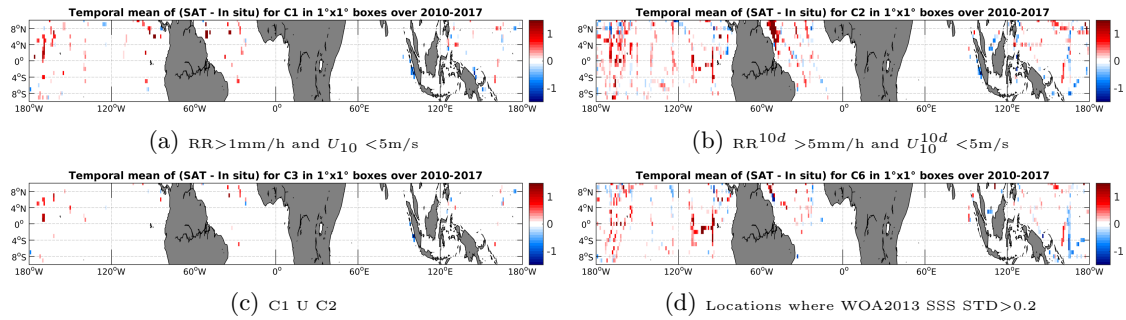 Temporal mean of (SAT - In situ) for C1 in 1°x1° boxes over 2010-2017
8°N
4°N
0°
4°S
8°S
180°W 120°W 60°W 0° 60°E 120°E 180°W
1
0
-1
(a) RR>1mm/h and U10 <5m/s
Temporal mean of (SAT - In situ) for C2 in 1°x1° boxes over 2010-2017
8°N
4°N
0°
4°S
8°S
180°W 120°W 60°W 0° 60°E 120°E 180°W
1
0
-1
(b) RR^10d >5mm/h and U10^10d <5m/s
Temporal mean of (SAT - In situ) for C3 in 1°x1° boxes over 2010-2017
8°N
4°N
0°
4°S
8°S
180°W 120°W 60°W 0° 60°E 120°E 180°W
1
0
-1
(c) C1 U C2
Temporal mean of (SAT - In situ) for C6 in 1°x1° boxes over 2010-2017
8°N
4°N
0°
4°S
8°S
180°W 120°W 60°W 0° 60°E 120°E 180°W
1
0
-1
(d) Locations where WOA2013 SSS STD>0.2